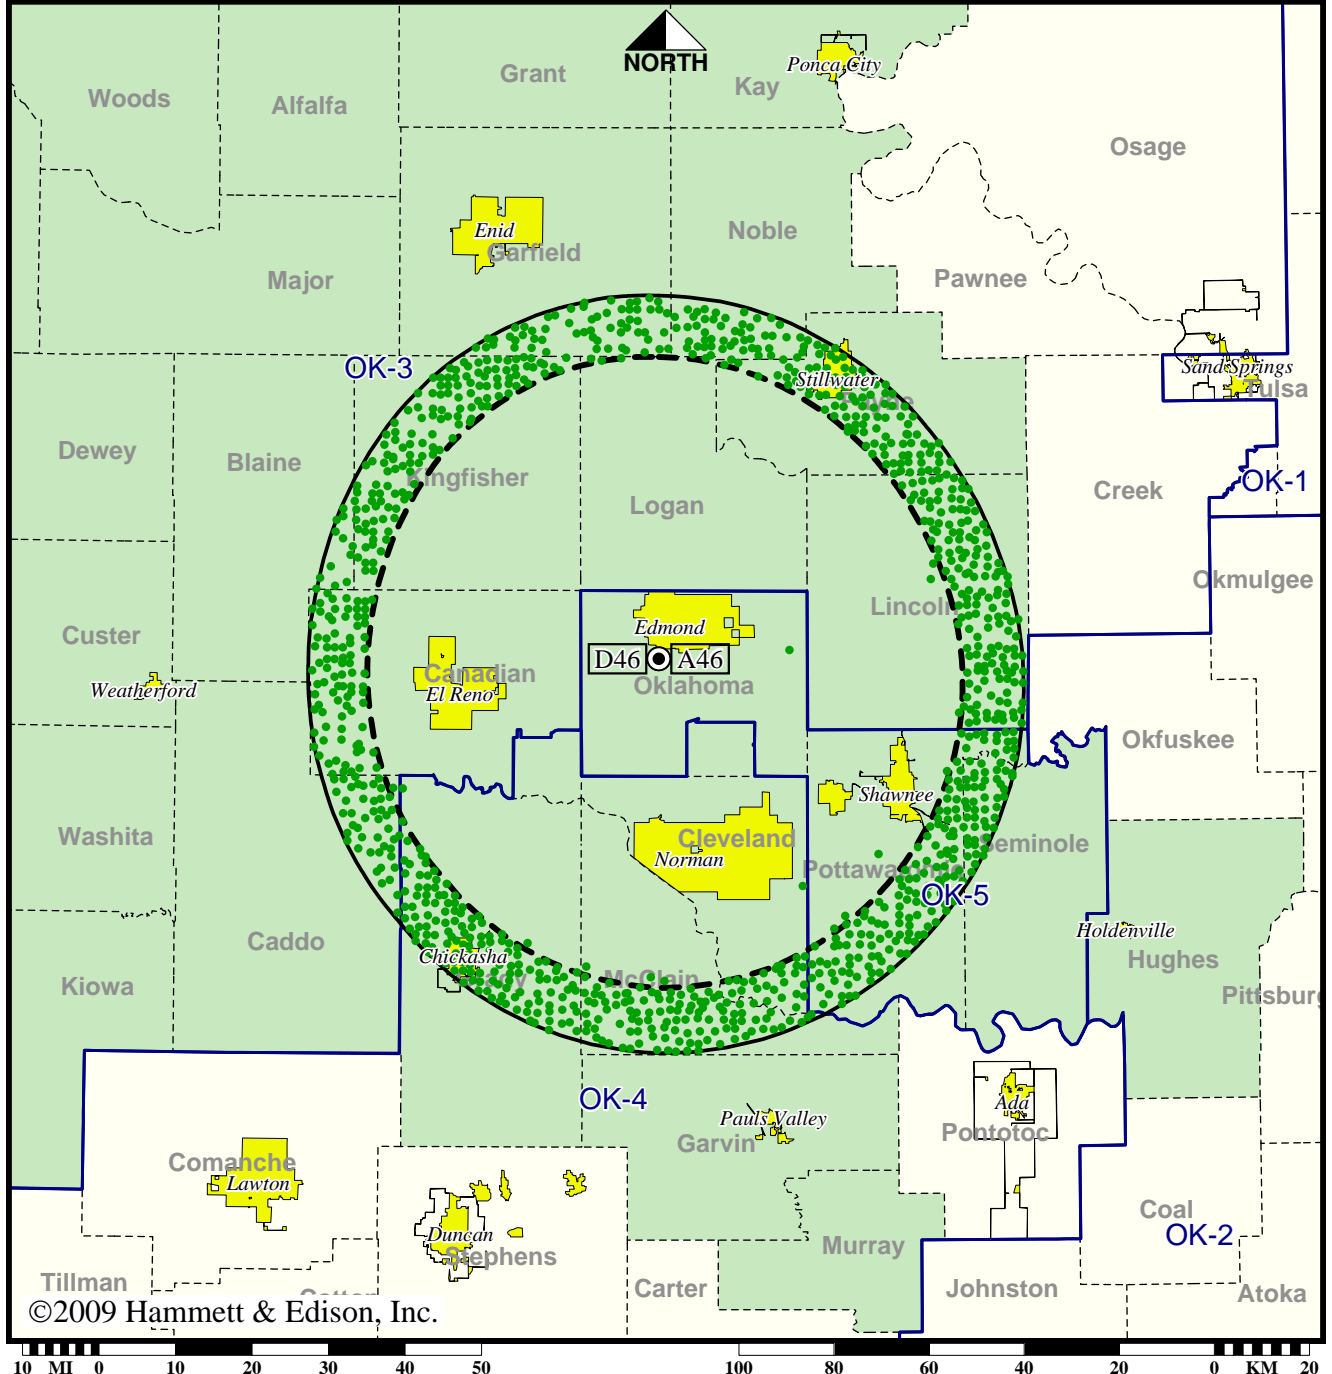 NORTH
Ponca City
Grant
Kay
Woods
Alfalfa
Osage
Enid
Garfield
Noble
Major
Pawnee
OK-3
Sand Springs
Stillwater
Tulsa
Payne
Dewey
Blaine
Kingfisher
Creek
OK-1
Logan
Okmulgee
Lincoln
Custer
Edmond
D46
A46
Canadian
Oklahoma
Weatherford
El Reno
Okfuskee
Shawnee
Washita
Cleveland
Seminole
Norman
Pottawatomie
OK-5
Caddo
Holdenville
Chickasha
Hughes
Grady
McClain
Kiowa
Pittsburg
OK-4
Ada
Pauls Valley
Garvin
Pontotoc
Comanche
Lawton
Coal
Duncan
OK-2
Murray
Stephens
Tillman
Carter
Johnston
Atoka
Cotton
©2009 Hammett & Edison, Inc.
10 MI 0 10 20 30 40 50 100 80 60 40 20 0 KM 20